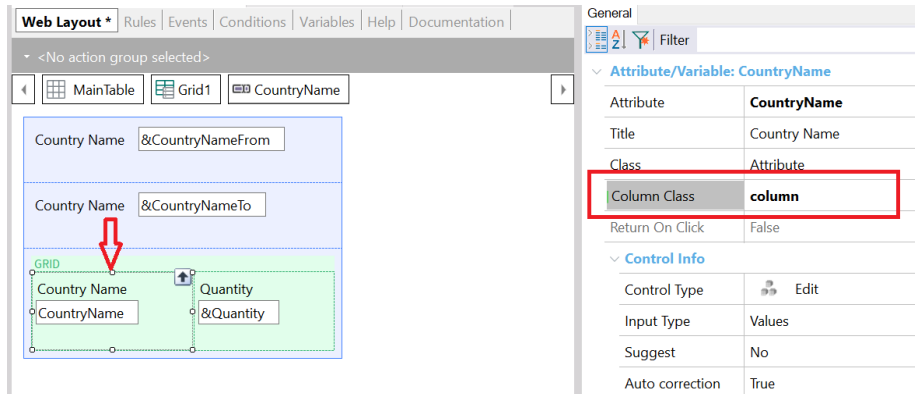 Web Layout * Rules Events Conditions Variables Help Documentation
<No action group selected>
MainTable Grid1 CountryName
Country Name &CountryNameFrom
Country Name &CountryNameTo
GRID
Country Name Quantity
CountryName &Quantity
General
A Z Filter
Attribute/Variable: CountryName
Attribute CountryName
Title Country Name
Class Attribute
Column Class column
Return On Click False
Control Info
Control Type Edit
Input Type Values
Suggest No
Auto correction True